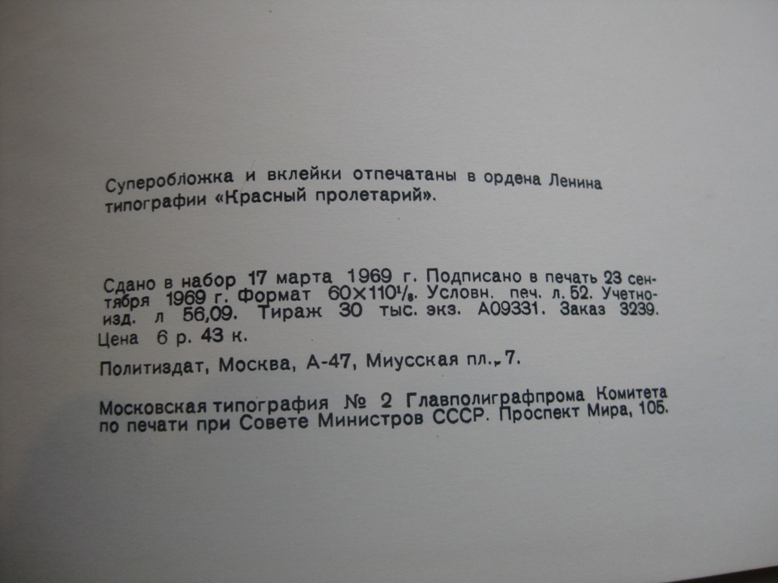 Суперобложка и вклейки отпечатаны в ордена Ленина
типографии «Красный пролетарий».
Сдано в набор 17 марта 1969 г. Подписано в печать 23 сен-
тября 1969 г. Формат 60×110⅛. Условн. печ. л. 52. Учетно-
изд. л 56,09. Тираж 30 тыс. экз. А09331. Заказ 3239.
Цена 6 р. 43 к.
Политиздат, Москва, А-47, Миусская пл., 7.
Московская типография № 2 Главполиграфпрома Комитета
по печати при Совете Министров СССР. Проспект Мира, 105.